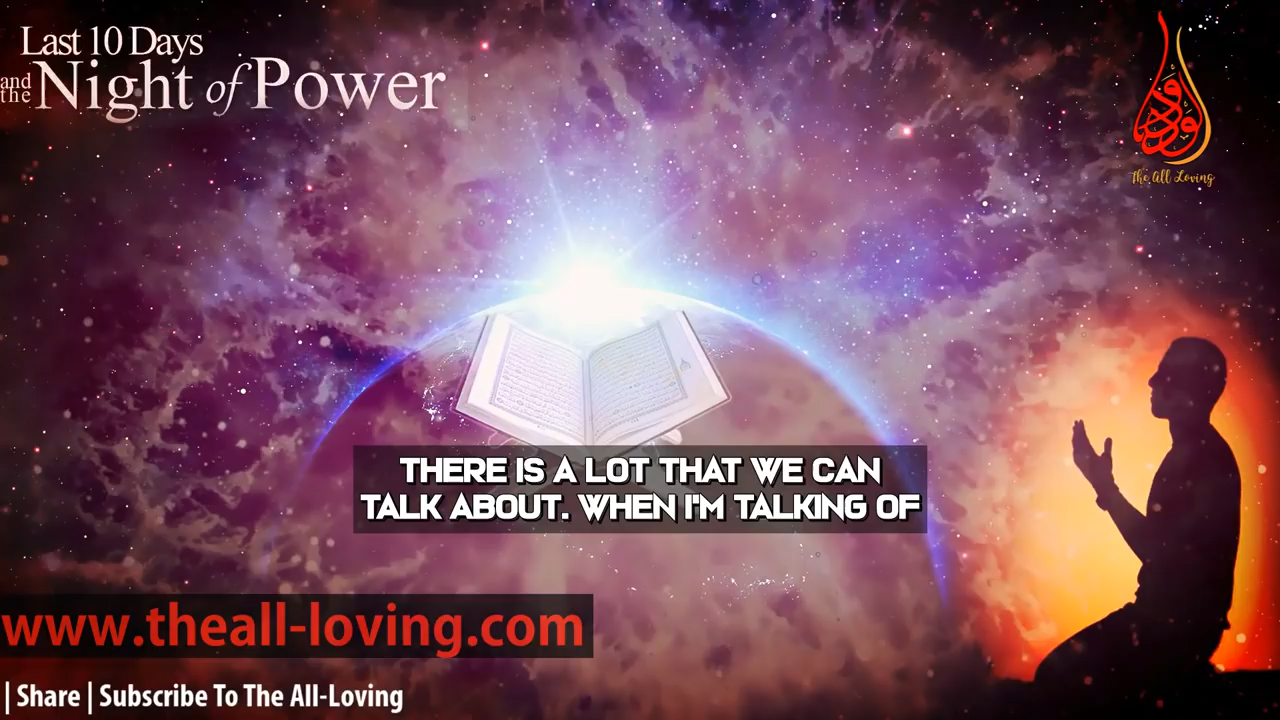 Last 10 Days
and the Night of Power
ودود
The All Loving
THERE IS A LOT THAT WE CAN
TALK ABOUT. WHEN I'M TALKING OF
www.theall-loving.com
| Share | Subscribe To The All-Loving